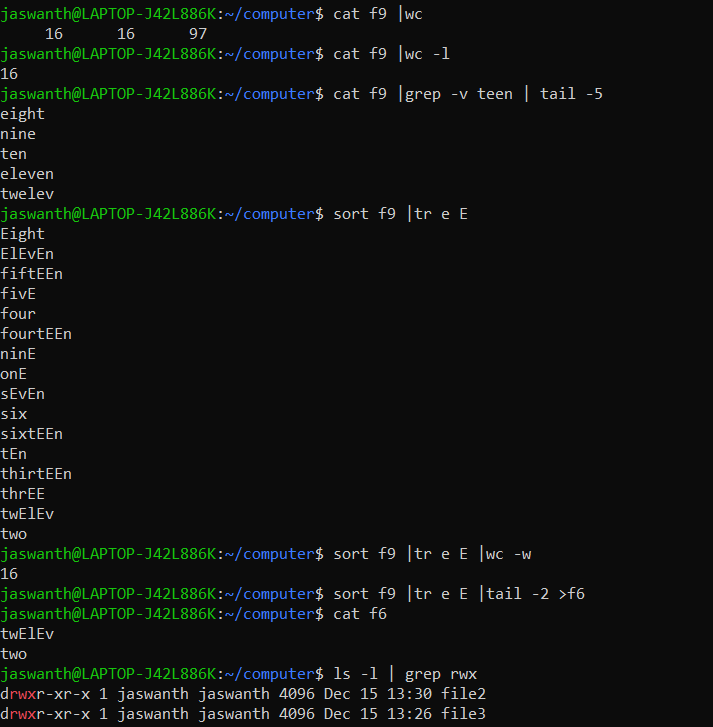 jaswanth@LAPTOP-J42L886K:~/computer$ cat f9 |wc
     16      16      97
jaswanth@LAPTOP-J42L886K:~/computer$ cat f9 |wc -l
16
jaswanth@LAPTOP-J42L886K:~/computer$ cat f9 |grep -v teen | tail -5
eight
nine
ten
eleven
twelev
jaswanth@LAPTOP-J42L886K:~/computer$ sort f9 |tr e E
Eight
ElEvEn
fiftEEn
fivE
four
fourtEEn
ninE
onE
sEvEn
six
sixtEEn
tEn
thirtEEn
thrEE
twElEv
two
jaswanth@LAPTOP-J42L886K:~/computer$ sort f9 |tr e E |wc -w
16
jaswanth@LAPTOP-J42L886K:~/computer$ sort f9 |tr e E |tail -2 >f6
jaswanth@LAPTOP-J42L886K:~/computer$ cat f6
twElEv
two
jaswanth@LAPTOP-J42L886K:~/computer$ ls -l | grep rwx
drwxr-xr-x 1 jaswanth jaswanth 4096 Dec 15 13:30 file2
drwxr-xr-x 1 jaswanth jaswanth 4096 Dec 15 13:26 file3